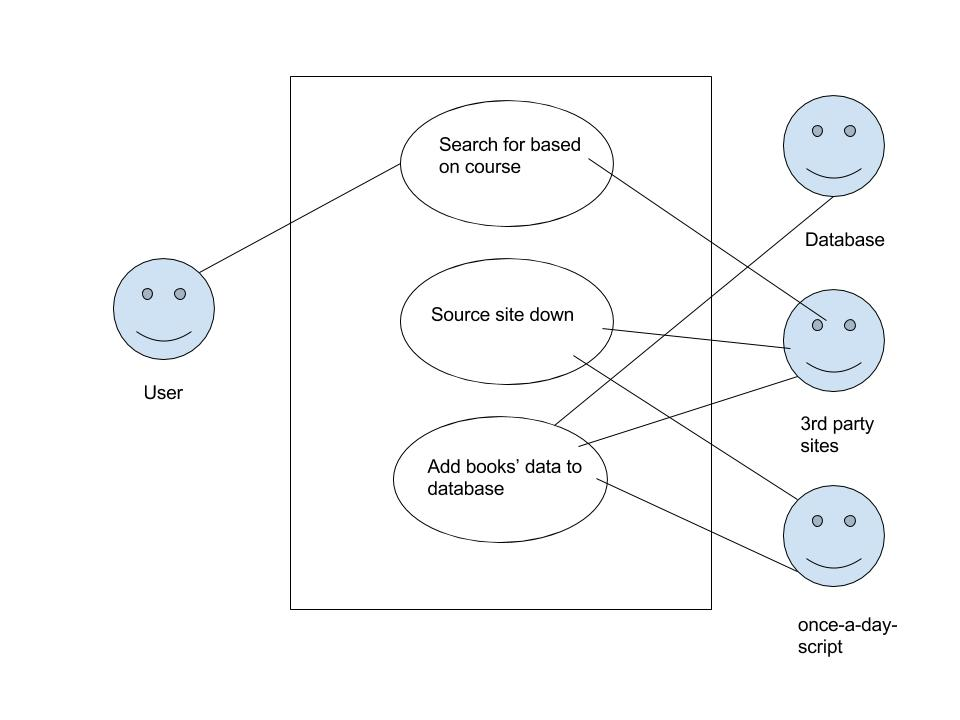 Search for based
on course
Database
Source site down
User
3rd party
sites
Add books’ data to
database
once-a-day-
script